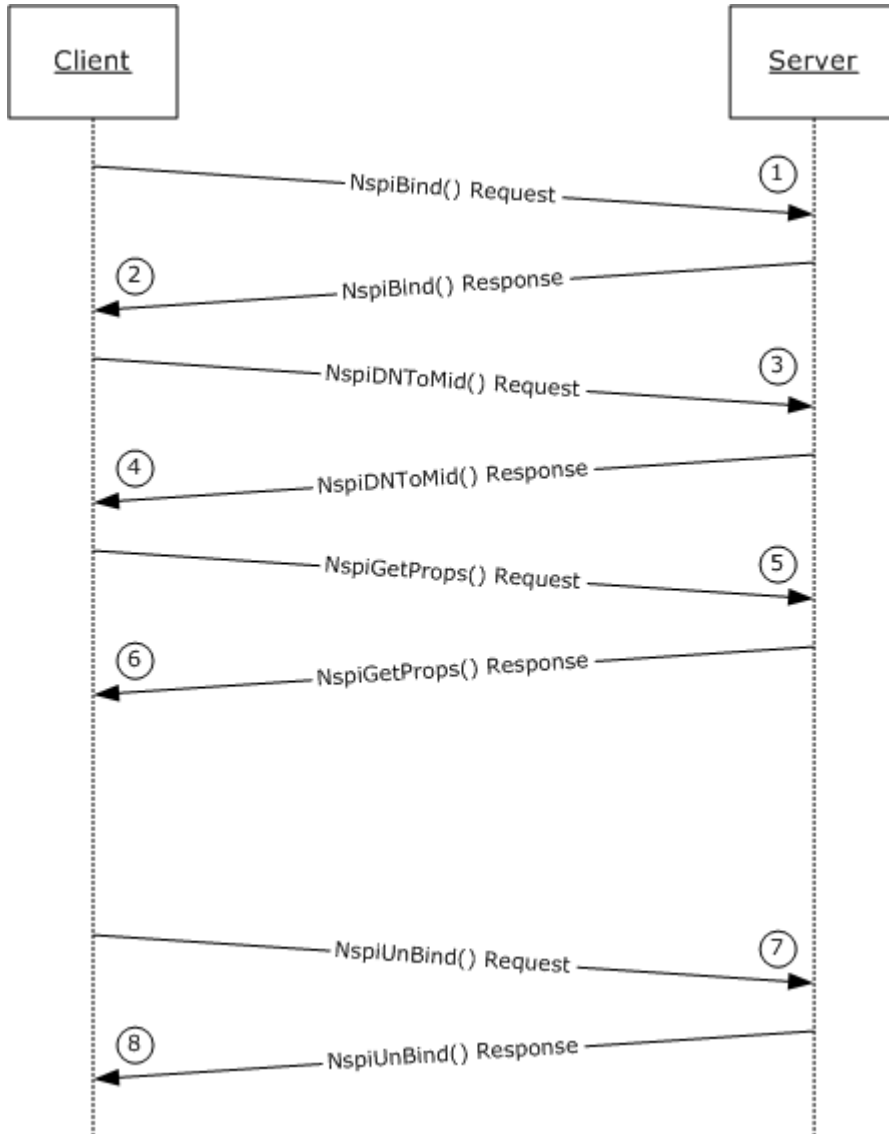 Client
Server
1
NspiBind() Request
2
NspiBind() Response
3
NspiDNToMid() Request
4
NspiDNToMid() Response
5
NspiGetProps() Request
6
NspiGetProps() Response
7
NspiUnBind() Request
8
NspiUnBind() Response